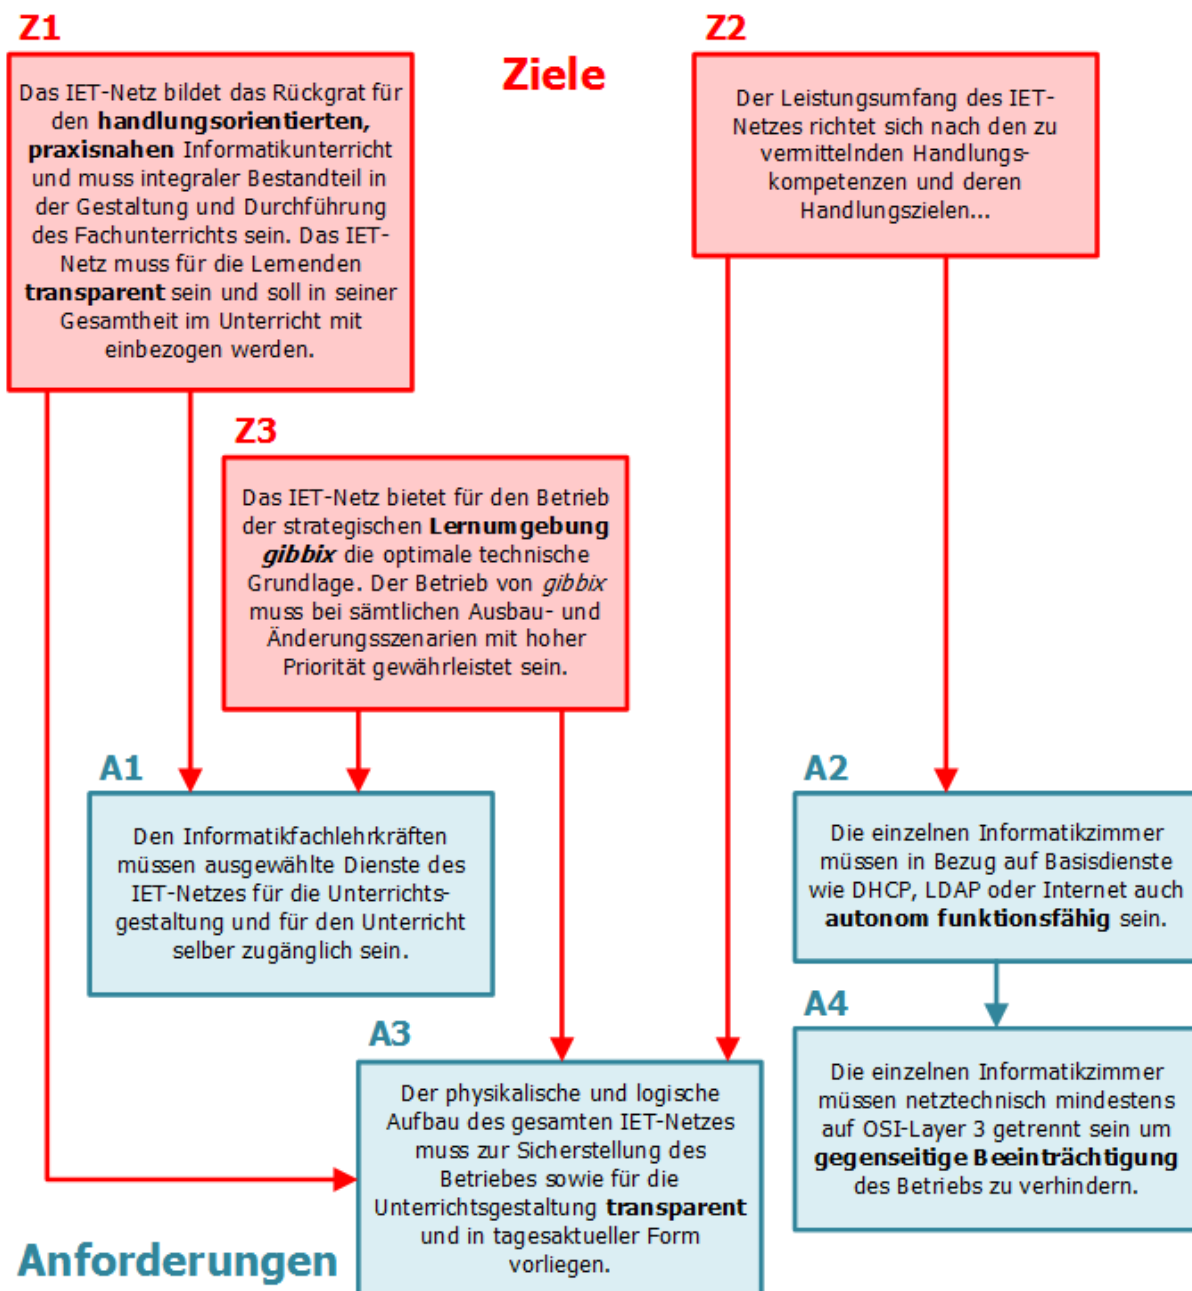 Z1
Das IET-Netz bildet das Rückgrat für
den handlungsorientierten,
praxisnahen Informatikunterricht
und muss integraler Bestandteil in
der Gestaltung und Durchführung
des Fachunterrichts sein. Das IET-
Netz muss für die Lernenden
transparent sein und soll in seiner
Gesamtheit im Unterricht mit
einbezogen werden.
Ziele
Z2
Der Leistungsumfang des IET-
Netzes richtet sich nach den zu
vermittelnden Handlungs-
kompetenzen und deren
Handlungszielen...
Z3
Das IET-Netz bietet für den Betrieb
der strategischen Lernumgebung
gibbix die optimale technische
Grundlage. Der Betrieb von gibbix
muss bei sämtlichen Ausbau- und
Änderungsszenarien mit hoher
Priorität gewährleistet sein.
A1
Den Informatikfachlehrkräften
müssen ausgewählte Dienste des
IET-Netzes für die Unterrichts-
gestaltung und für den Unterricht
selber zugänglich sein.
A2
Die einzelnen Informatikzimmer
müssen in Bezug auf Basisdienste
wie DHCP, LDAP oder Internet auch
autonom funktionsfähig sein.
A3
Der physikalische und logische
Aufbau des gesamten IET-Netzes
muss zur Sicherstellung des
Betriebes sowie für die
Unterrichtsgestaltung transparent
und in tagesaktueller Form
vorliegen.
A4
Die einzelnen Informatikzimmer
müssen netztechnisch mindestens
auf OSI-Layer 3 getrennt sein um
gegenseitige Beeinträchtigung
des Betriebs zu verhindern.
Anforderungen